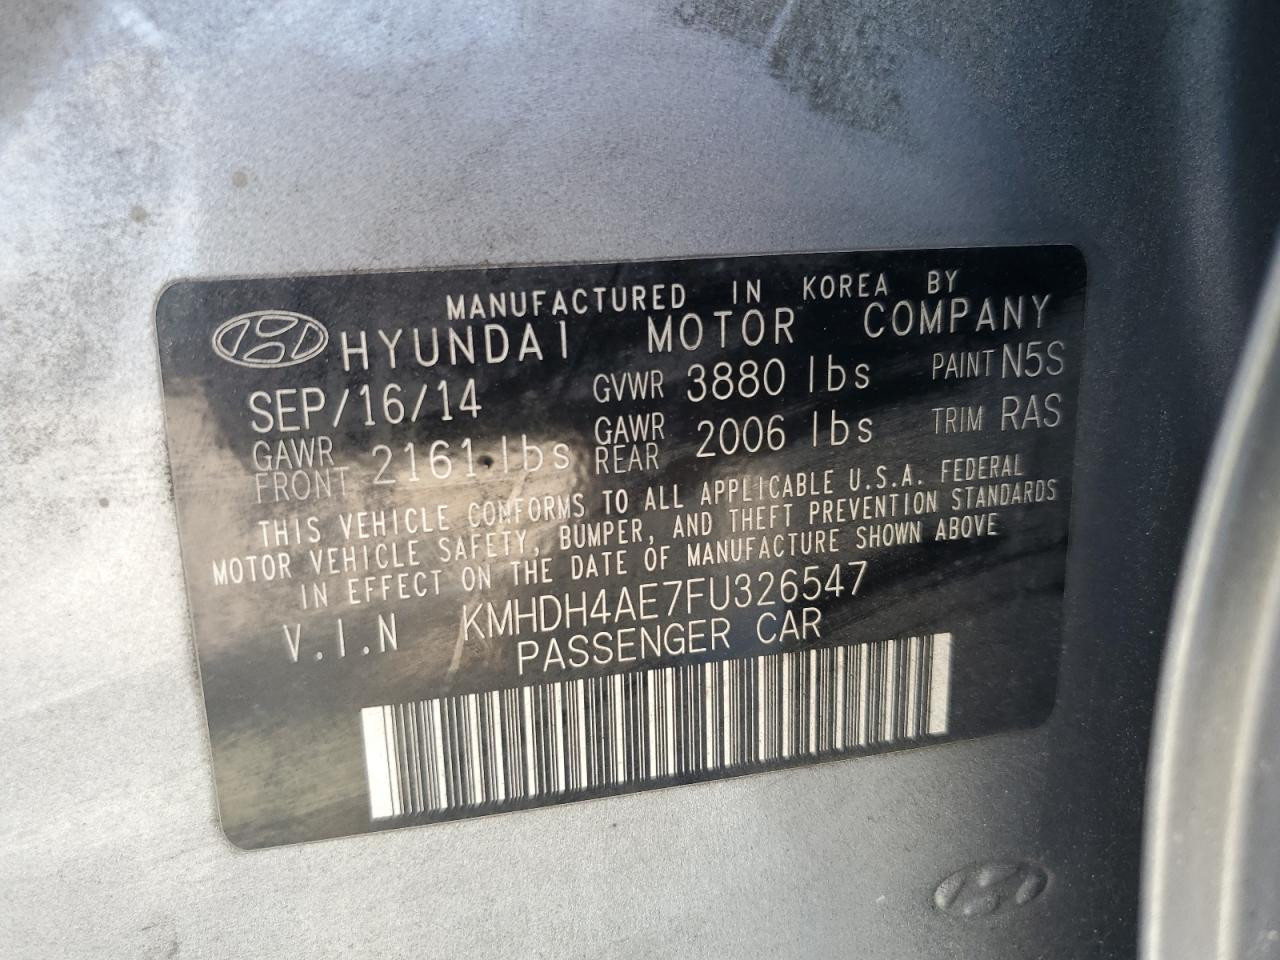 MANUFACTURED IN KOREA BY
HYUNDAI MOTOR COMPANY
SEP/16/14 GVWR 3880 lbs PAINT N5S
GAWR FRONT 2161 lbs GAWR REAR 2006 lbs TRIM RAS
THIS VEHICLE CONFORMS TO ALL APPLICABLE U.S.A. FEDERAL
MOTOR VEHICLE SAFETY, BUMPER, AND THEFT PREVENTION STANDARDS
IN EFFECT ON THE DATE OF MANUFACTURE SHOWN ABOVE
V.I.N KMHDH4AE7FU326547
PASSENGER CAR